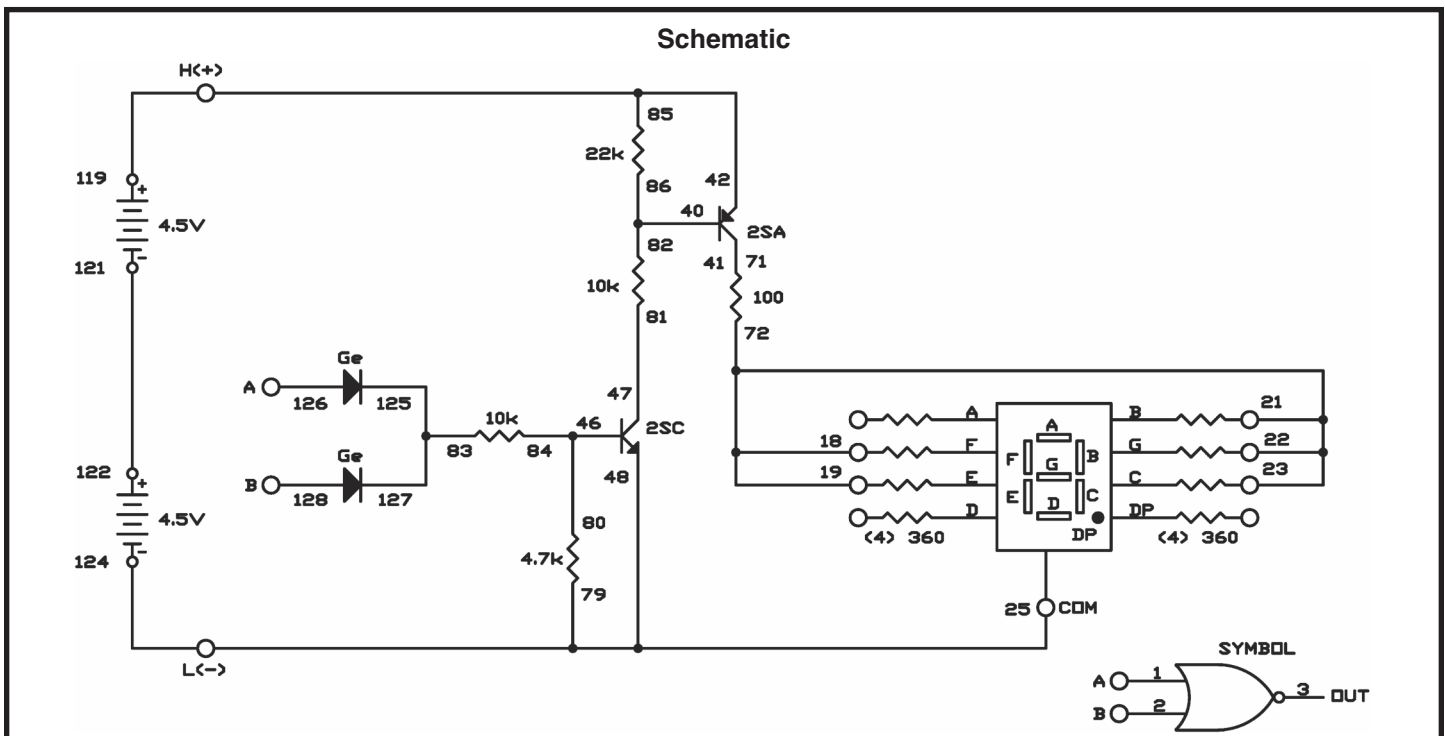 Schematic
H(+)
85
22k
119
+
86
42
4.5V
40
2SA
-
82
121
41
71
10k
100
81
72
Ge
47
A
126
125
21
10k
46
2SC
A
B
A
83
84
18
F
G
22
Ge
48
F
B
G
122
+
B
128
127
19
E
C
23
E
C
D
4.5V
80
D
DP
-
4.7k
(4) 360
DP
(4) 360
124
79
25
COM
L(-)
SYMBOL
A
1
3
OUT
B
2